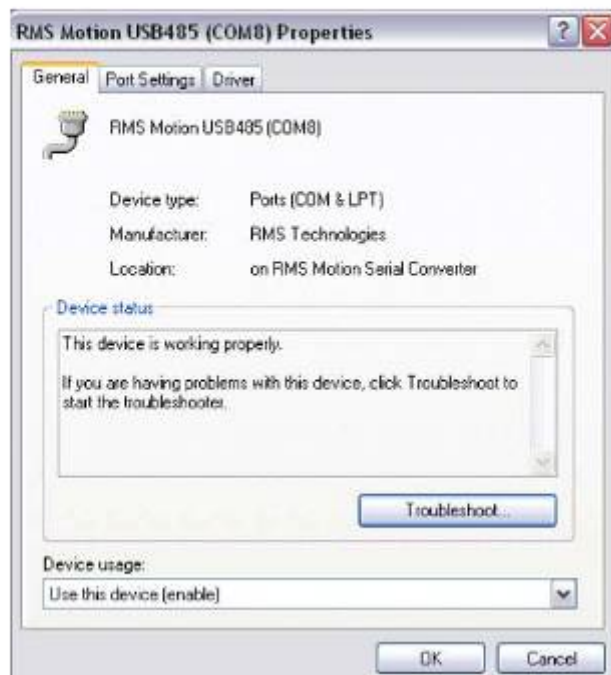 RMS Motion USB485 (COM8) Properties
General Port Settings Driver
RMS Motion USB485 (COM8)
Device type: Ports (COM & LPT)
Manufacturer: RMS Technologies
Location: on RMS Motion Serial Converter
Device status
This device is working properly.
If you are having problems with this device, click Troubleshoot to
start the troubleshooter.
Troubleshoot...
Device usage:
Use this device (enable)
OK Cancel